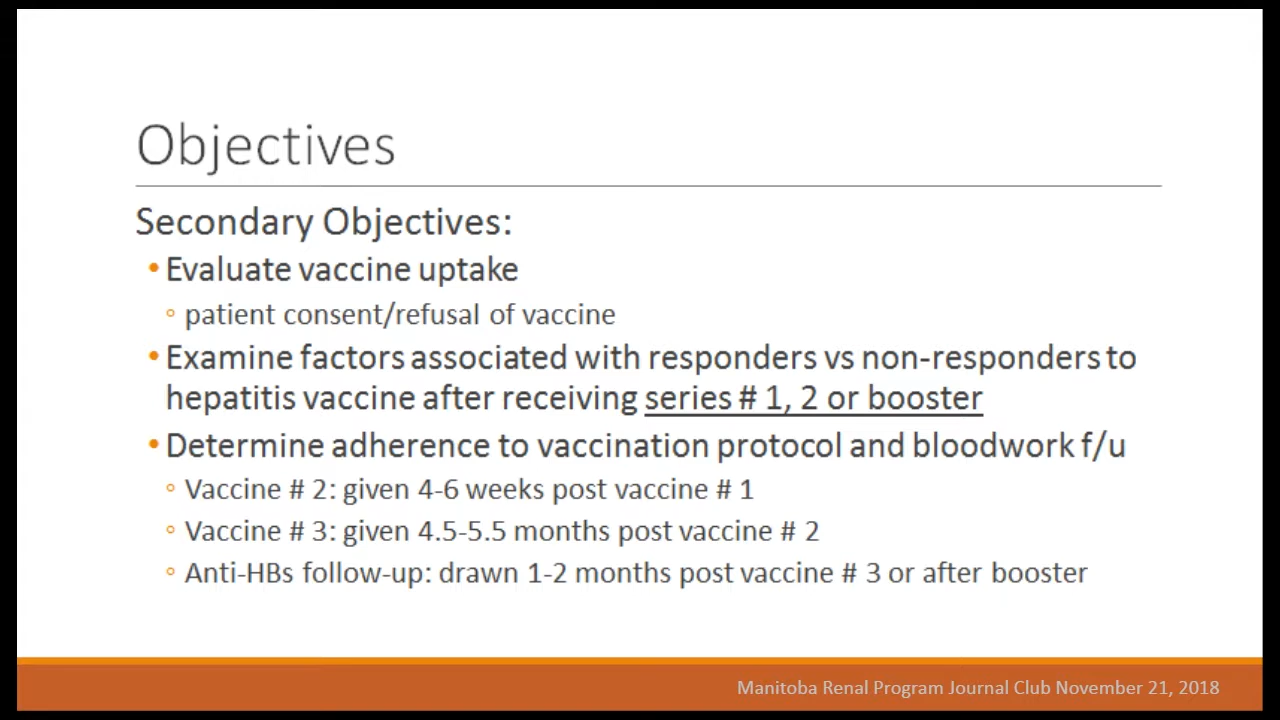 Objectives
Secondary Objectives:
•Evaluate vaccine uptake
◦ patient consent/refusal of vaccine
•Examine factors associated with responders vs non-responders to
hepatitis vaccine after receiving series # 1, 2 or booster
•Determine adherence to vaccination protocol and bloodwork f/u
◦ Vaccine # 2: given 4-6 weeks post vaccine # 1
◦ Vaccine # 3: given 4.5-5.5 months post vaccine # 2
◦ Anti-HBs follow-up: drawn 1-2 months post vaccine # 3 or after booster
Manitoba Renal Program Journal Club November 21, 2018